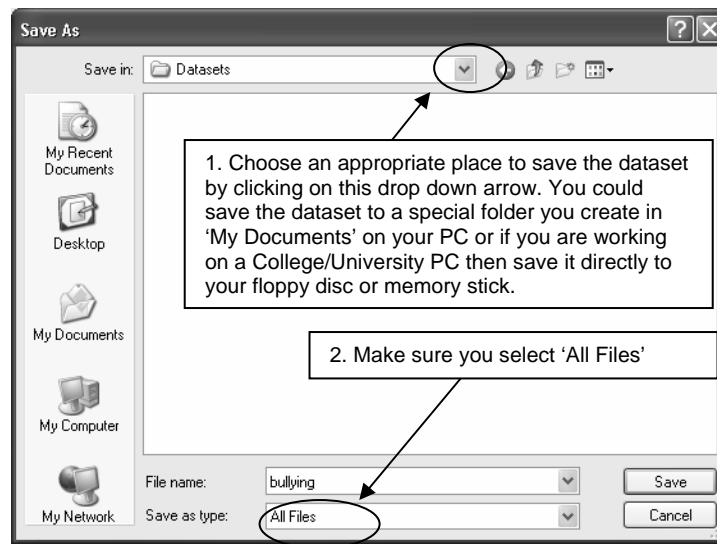 Save As
Save in:
Datasets
My Recent
Documents
Desktop
My Documents
My Computer
My Network
1. Choose an appropriate place to save the dataset
by clicking on this drop down arrow. You could
save the dataset to a special folder you create in
‘My Documents’ on your PC or if you are working
on a College/University PC then save it directly to
your floppy disc or memory stick.
2. Make sure you select ‘All Files’
File name:
bullying
Save
Save as type:
All Files
Cancel